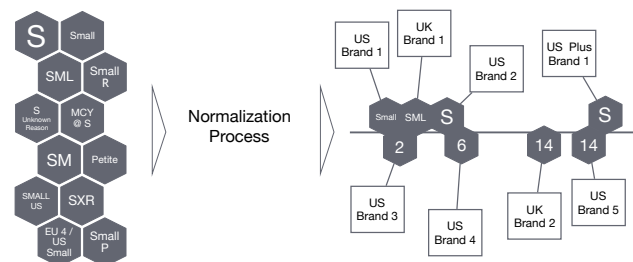 S
Small
SML
Small
R
S
Unknown
Reason
MCY
@ S
SM
Petite
SMALL
US
SXR
EU 4 /
US
Small
Small
P
Normalization
Process
US
Brand 1
UK
Brand 1
US
Brand 2
US Plus
Brand 1
Small
SML
S
S
2
6
14
14
US
Brand 3
US
Brand 4
UK
Brand 2
US
Brand 5